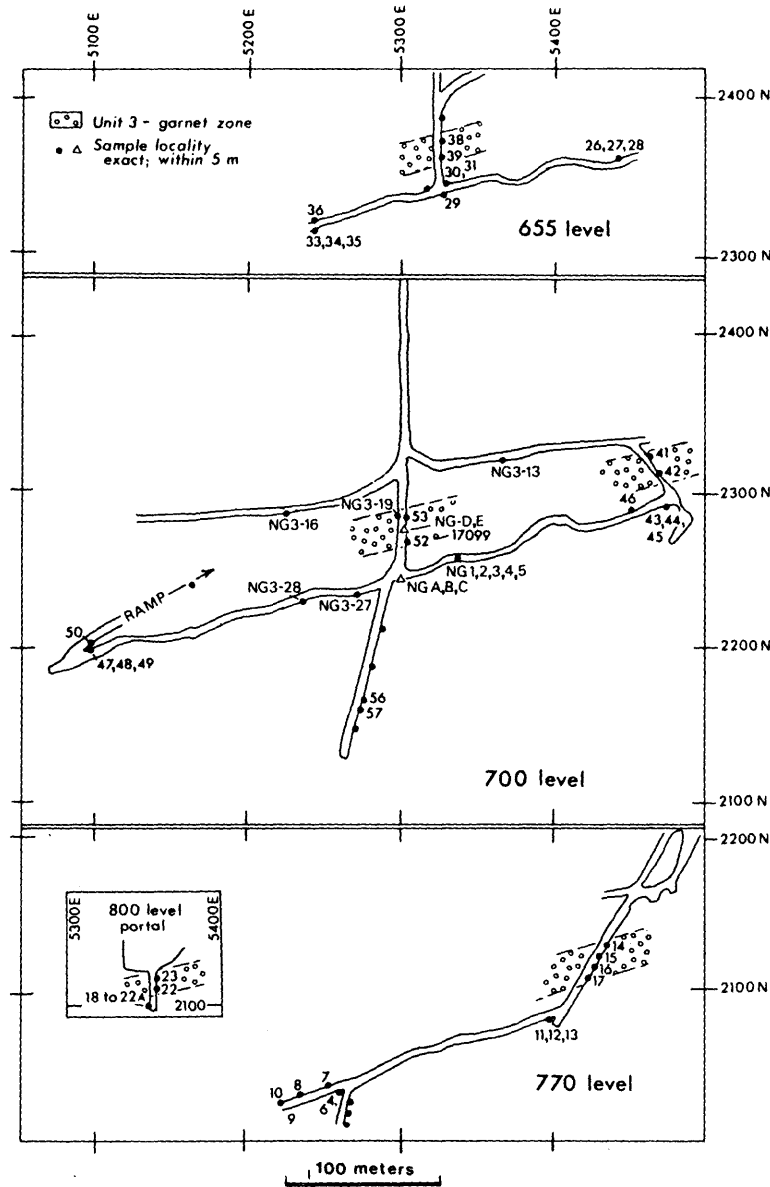 5100 E
5200 E
5300 E
5400 E
2400 N
Unit 3 - garnet zone
Sample locality
exact; within 5 m
38
39
30, 31
29
26, 27, 28
36
33, 34, 35
655 level
2300 N
2400 N
NG3-13
41
42
2300 N
NG3-19
53
NG-D,E
17099
52
46
43,44,
45
NG3-16
NG 1,2,3,4,5
NG A,B,C
NG3-28
NG3-27
RAMP
50
47,48,49
2200 N
56
57
700 level
2100 N
2200 N
5300 E
5400 E
800 level
portal
23
22
18 to 22A
2100
14
15
16
17
2100 N
11,12,13
7
8
10
9
4,
6
770 level
100 meters